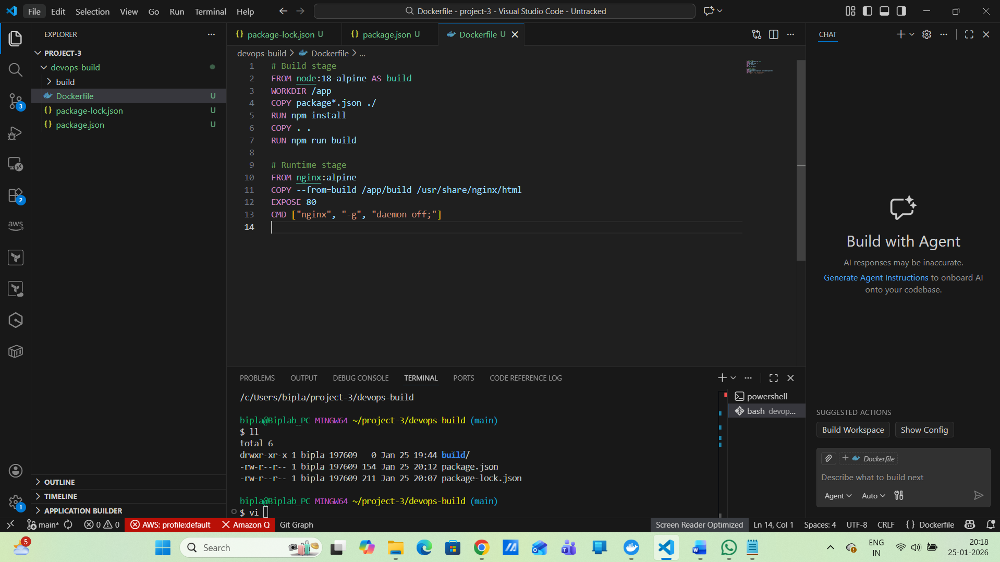 File Edit Selection View Go Run Terminal Help
Dockerfile - project-3 - Visual Studio Code - Untracked
EXPLORER
PROJECT-3
devops-build
build
Dockerfile U
package-lock.json U
package.json U
3
2
aws
1
OUTLINE
TIMELINE
APPLICATION BUILDER
package-lock.json U
package.json U
Dockerfile U
devops-build > Dockerfile > ...
1 # Build stage
2 FROM node:18-alpine AS build
3 WORKDIR /app
4 COPY package*.json ./
5 RUN npm install
6 COPY . .
7 RUN npm run build
8
9 # Runtime stage
10 FROM nginx:alpine
11 COPY --from=build /app/build /usr/share/nginx/html
12 EXPOSE 80
13 CMD ["nginx", "-g", "daemon off;"]
14
PROBLEMS OUTPUT DEBUG CONSOLE TERMINAL PORTS CODE REFERENCE LOG
/c/Users/bipla/project-3/devops-build
bipla@Biplab_PC MINGW64 ~/project-3/devops-build (main)
$ ll
total 6
drwxr-xr-x 1 bipla 197609   0 Jan 25 19:44 build/
-rw-r--r-- 1 bipla 197609 154 Jan 25 20:12 package.json
-rw-r--r-- 1 bipla 197609 211 Jan 25 20:07 package-lock.json
bipla@Biplab_PC MINGW64 ~/project-3/devops-build (main)
$ vi
powershell
bash devop...
CHAT
Build with Agent
AI responses may be inaccurate.
Generate Agent Instructions to onboard AI
onto your codebase.
SUGGESTED ACTIONS
Build Workspace
Show Config
Dockerfile
Describe what to build next
Agent
Auto
main* 0 0 AWS: profile:default Amazon Q Git Graph
Screen Reader Optimized Ln 14, Col 1 Spaces: 4 UTF-8 CRLF { } Dockerfile
5
Search
ENG
IN
20:18
25-01-2026